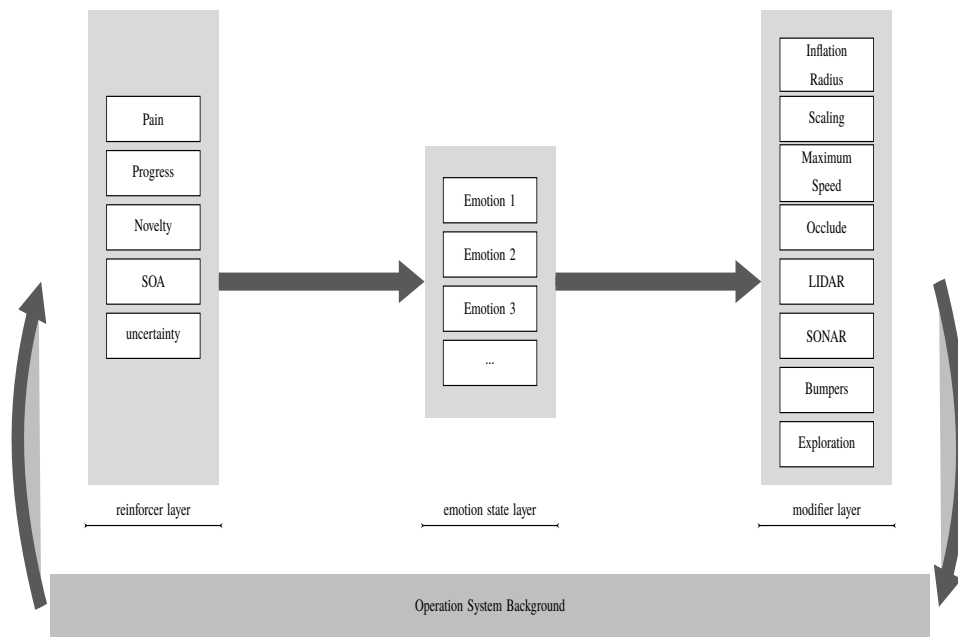 Pain
Progress
Novelty
SOA
uncertainty
reinforcer layer
Emotion 1
Emotion 2
Emotion 3
...
emotion state layer
Inflation
Radius
Scaling
Maximum
Speed
Occlude
LIDAR
SONAR
Bumpers
Exploration
modifier layer
Operation System Background